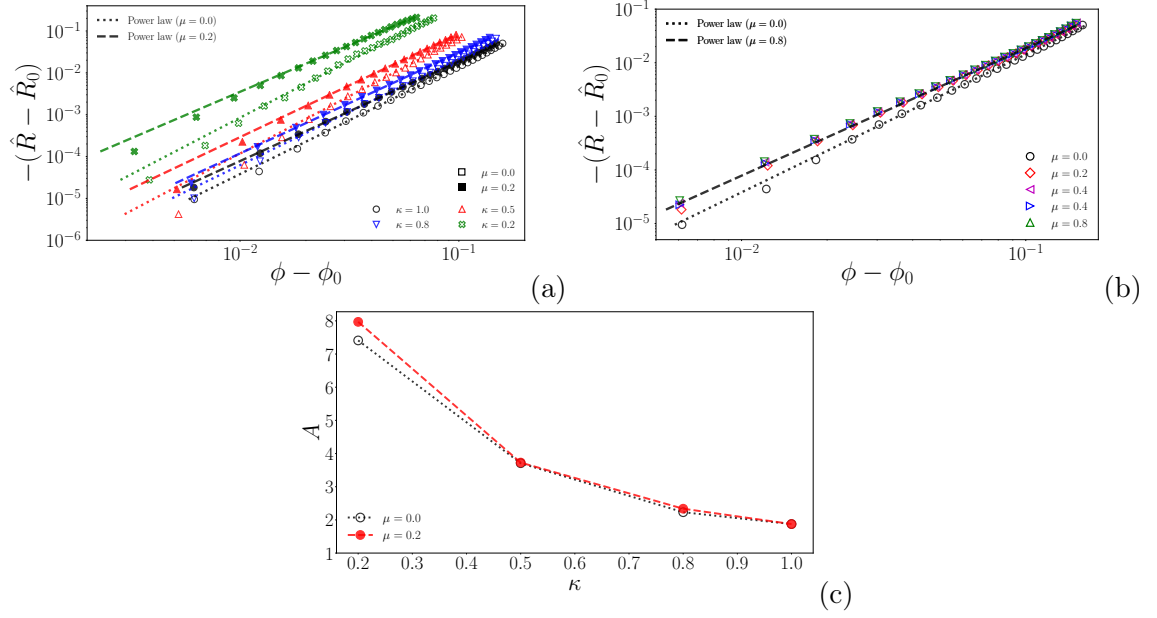 Power law (μ = 0.0)
Power law (μ = 0.2)
10⁻¹
10⁻²
10⁻³
10⁻⁴
10⁻⁵
10⁻⁶
−(R̂ − R̂₀)
μ = 0.0
μ = 0.2
κ = 1.0
κ = 0.8
κ = 0.5
κ = 0.2
10⁻² 10⁻¹
ϕ − ϕ₀
(a)
Power law (μ = 0.0)
Power law (μ = 0.8)
10⁻¹
10⁻²
10⁻³
10⁻⁴
10⁻⁵
−(R̂ − R̂₀)
μ = 0.0
μ = 0.2
μ = 0.4
μ = 0.4
μ = 0.8
10⁻² 10⁻¹
ϕ − ϕ₀
(b)
8
7
6
5
4
3
2
1
A
μ = 0.0
μ = 0.2
0.2 0.3 0.4 0.5 0.6 0.7 0.8 0.9 1.0
κ
(c)